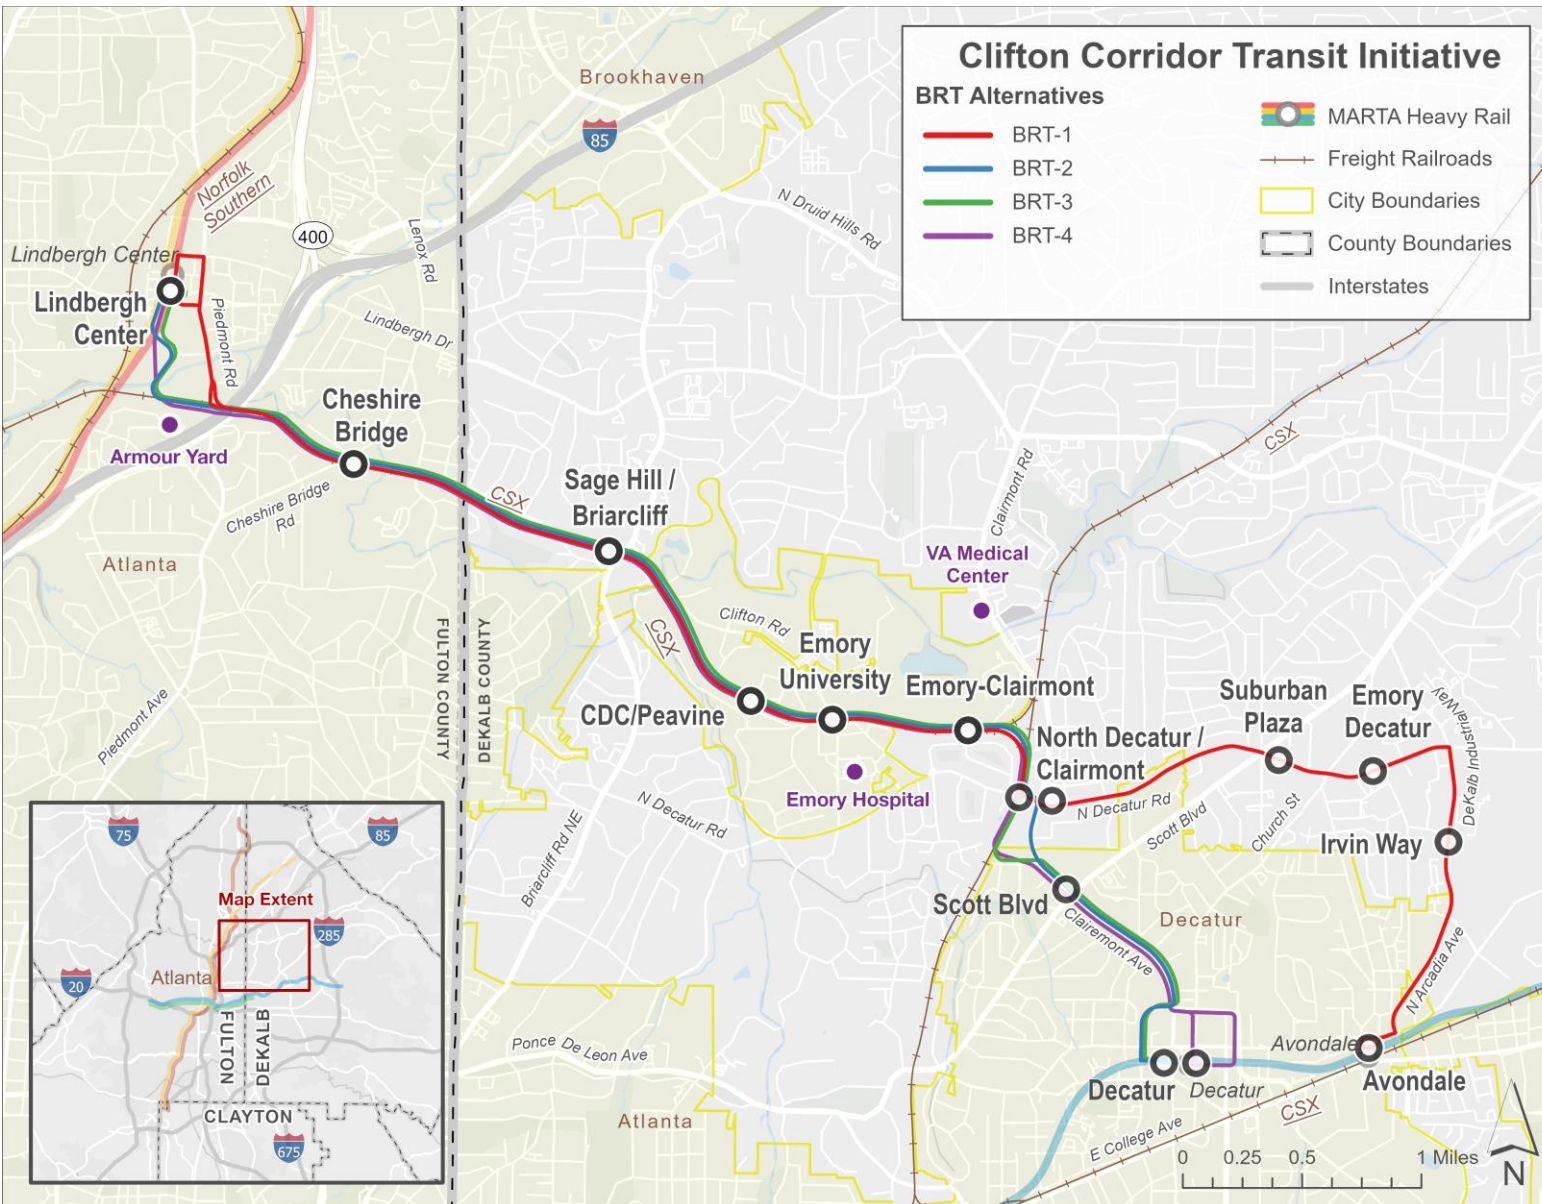 Clifton Corridor Transit Initiative
BRT Alternatives
BRT-1
BRT-2
BRT-3
BRT-4
MARTA Heavy Rail
Freight Railroads
City Boundaries
County Boundaries
Interstates
Brookhaven
85
Norfolk
Southern
400
N Druid Hills Rd
Lenox Rd
Lindbergh Center
Lindbergh
Center
Piedmont Rd
Lindbergh Dr
Cheshire
Bridge
Armour Yard
Cheshire Bridge
Rd
CSX
CSX
Sage Hill /
Briarcliff
Clairmont Rd
VA Medical
Center
Atlanta
FULTON COUNTY
DEKALB COUNTY
CSX
Clifton Rd
Emory
University
Emory-Clairmont
CDC/Peavine
Suburban
Plaza
Emory
Decatur
DeKalb Industrial Way
Piedmont Ave
North Decatur /
Clairmont
Emory Hospital
N Decatur Rd
N Decatur Rd
Scott Blvd
Church St
Irvin Way
Briarcliff Rd NE
Scott Blvd
Clairemont Ave
Decatur
N Arcadia Ave
75
85
Map Extent
285
Atlanta
20
FULTON
DEKALB
CLAYTON
675
Ponce De Leon Ave
Avondale
Avondale
Decatur
Decatur
Atlanta
CSX
E College Ave
0 0.25 0.5 1 Miles
N